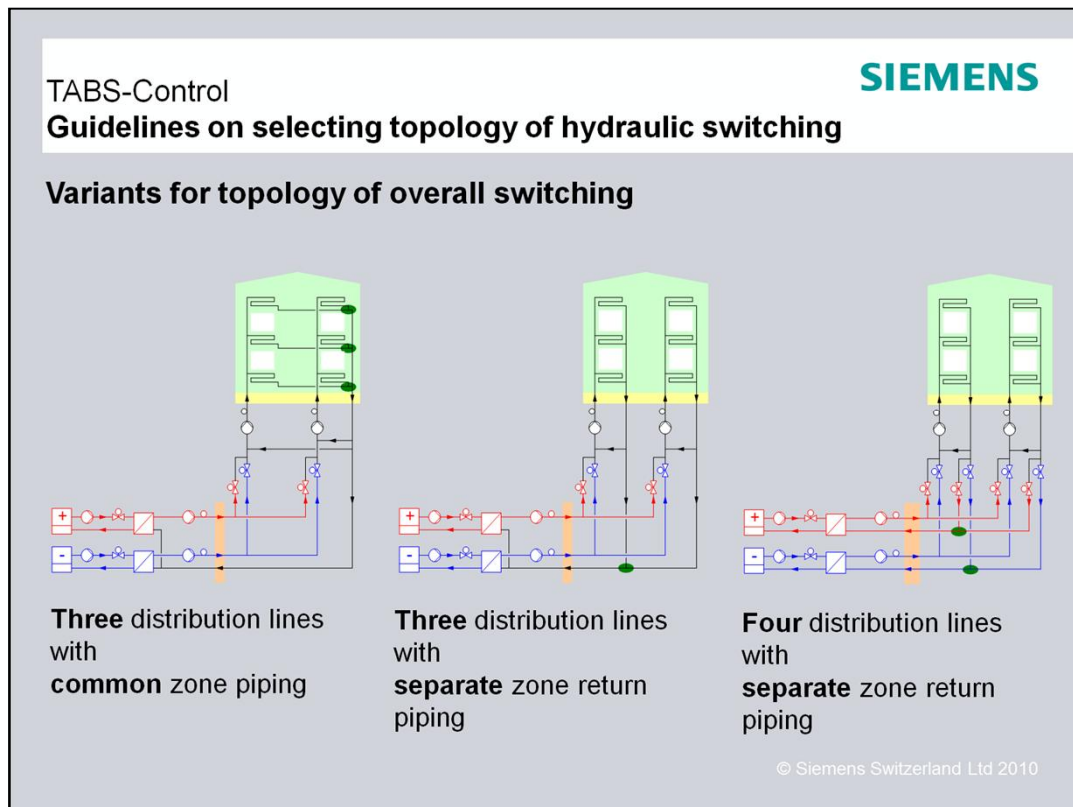 TABS-Control
SIEMENS
Guidelines on selecting topology of hydraulic switching
Variants for topology of overall switching
+
-
+
-
+
-
Three distribution lines
with
common zone piping
Three distribution lines
with
separate zone return
piping
Four distribution lines
with
separate zone return
piping
© Siemens Switzerland Ltd 2010